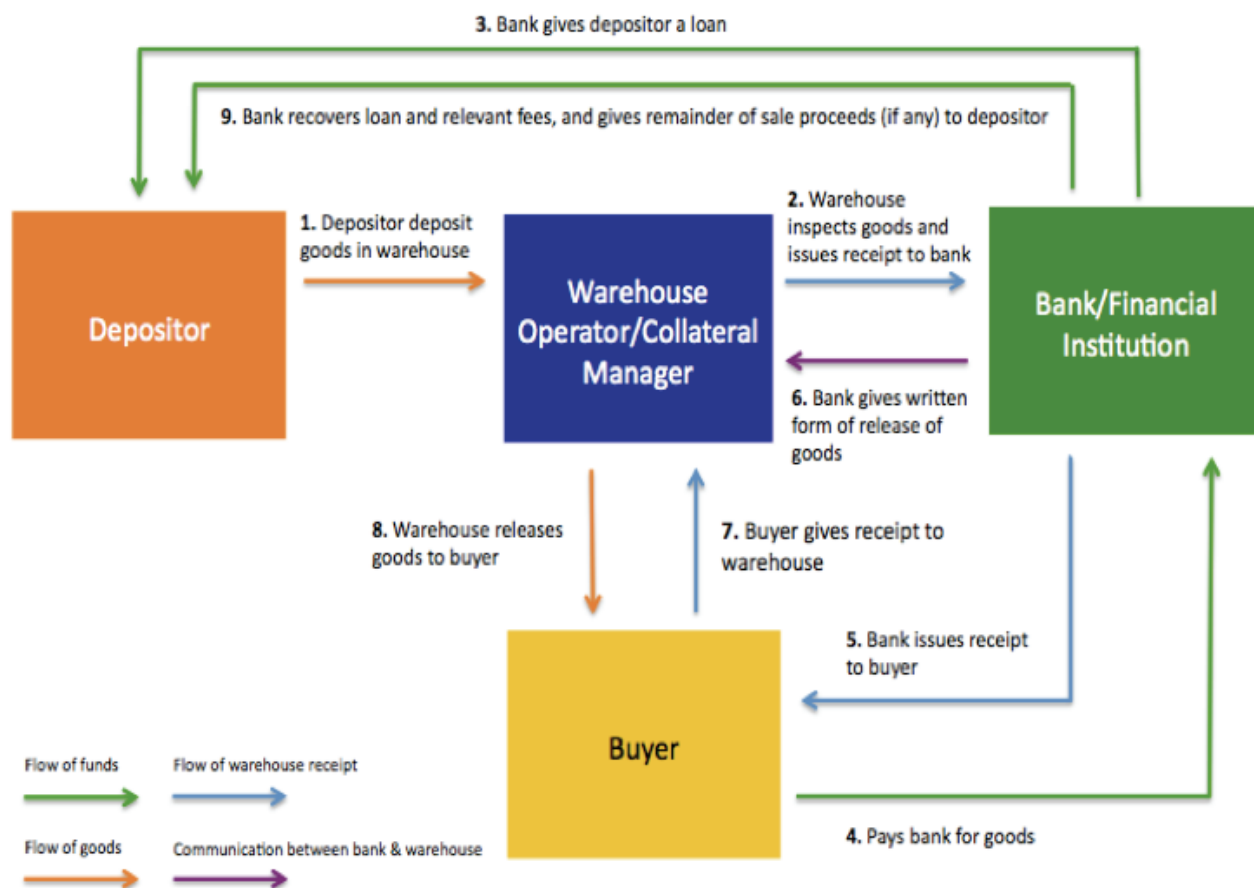 3. Bank gives depositor a loan
9. Bank recovers loan and relevant fees, and gives remainder of sale proceeds (if any) to depositor
Depositor
1. Depositor deposit
goods in warehouse
Warehouse
Operator/Collateral
Manager
2. Warehouse
inspects goods and
issues receipt to bank
Bank/Financial
Institution
6. Bank gives written
form of release of
goods
8. Warehouse releases
goods to buyer
7. Buyer gives receipt to
warehouse
5. Bank issues receipt
to buyer
Buyer
4. Pays bank for goods
Flow of funds
Flow of warehouse receipt
Flow of goods
Communication between bank & warehouse